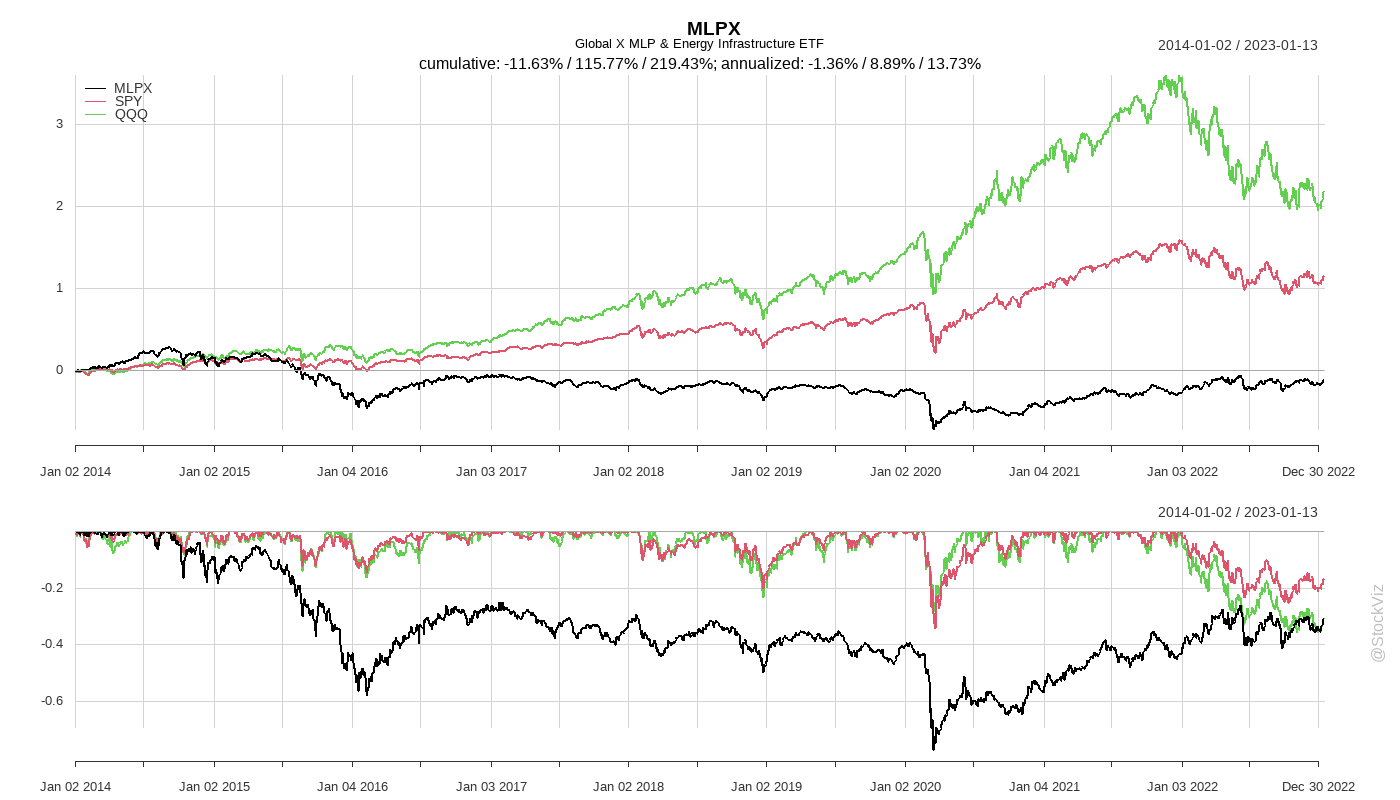 MLPX
Global X MLP & Energy Infrastructure ETF
2014-01-02 / 2023-01-13
cumulative: -11.63% / 115.77% / 219.43%; annualized: -1.36% / 8.89% / 13.73%
MLPX
SPY
QQQ
3
2
1
0
Jan 02 2014 Jan 02 2015 Jan 04 2016 Jan 03 2017 Jan 02 2018 Jan 02 2019 Jan 02 2020 Jan 04 2021 Jan 03 2022 Dec 30 2022
2014-01-02 / 2023-01-13
-0.2
-0.4
-0.6
Jan 02 2014 Jan 02 2015 Jan 04 2016 Jan 03 2017 Jan 02 2018 Jan 02 2019 Jan 02 2020 Jan 04 2021 Jan 03 2022 Dec 30 2022
@StockViz